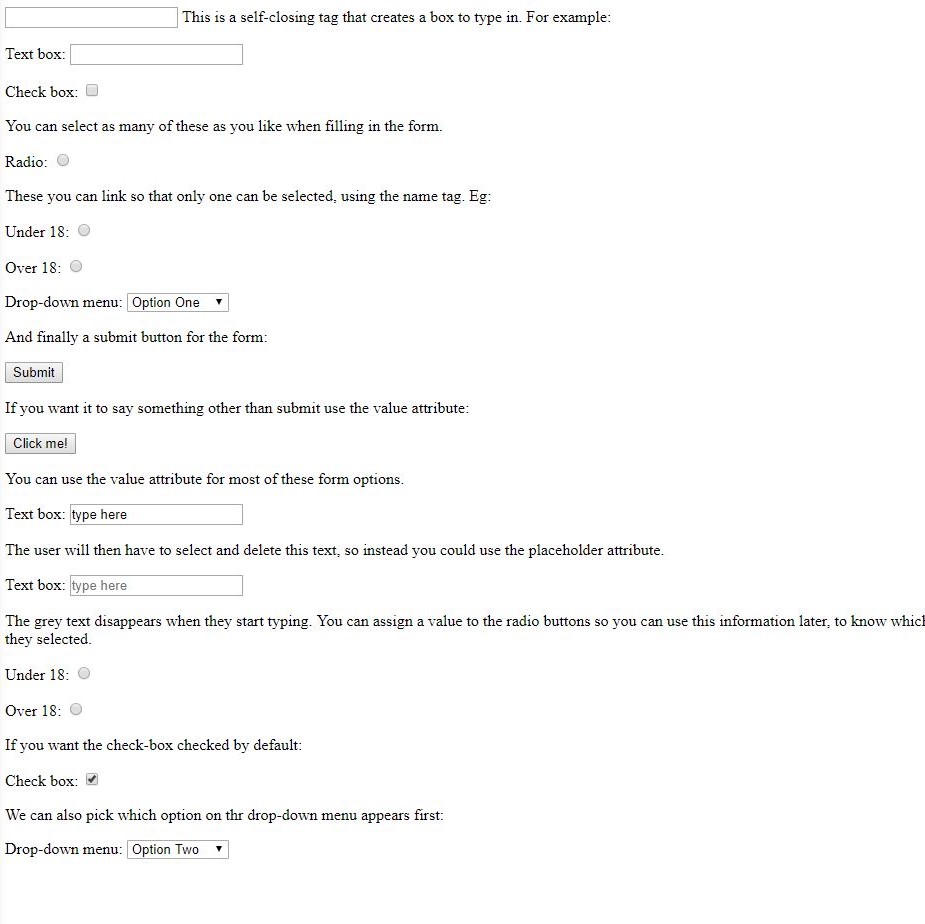 This is a self-closing tag that creates a box to type in. For example:
Text box:
Check box:
You can select as many of these as you like when filling in the form.
Radio:
These you can link so that only one can be selected, using the name tag. Eg:
Under 18:
Over 18:
Drop-down menu: Option One
And finally a submit button for the form:
Submit
If you want it to say something other than submit use the value attribute:
Click me!
You can use the value attribute for most of these form options.
Text box: type here
The user will then have to select and delete this text, so instead you could use the placeholder attribute.
Text box: type here
The grey text disappears when they start typing. You can assign a value to the radio buttons so you can use this information later, to know which
they selected.
Under 18:
Over 18:
If you want the check-box checked by default:
Check box:
We can also pick which option on thr drop-down menu appears first:
Drop-down menu: Option Two